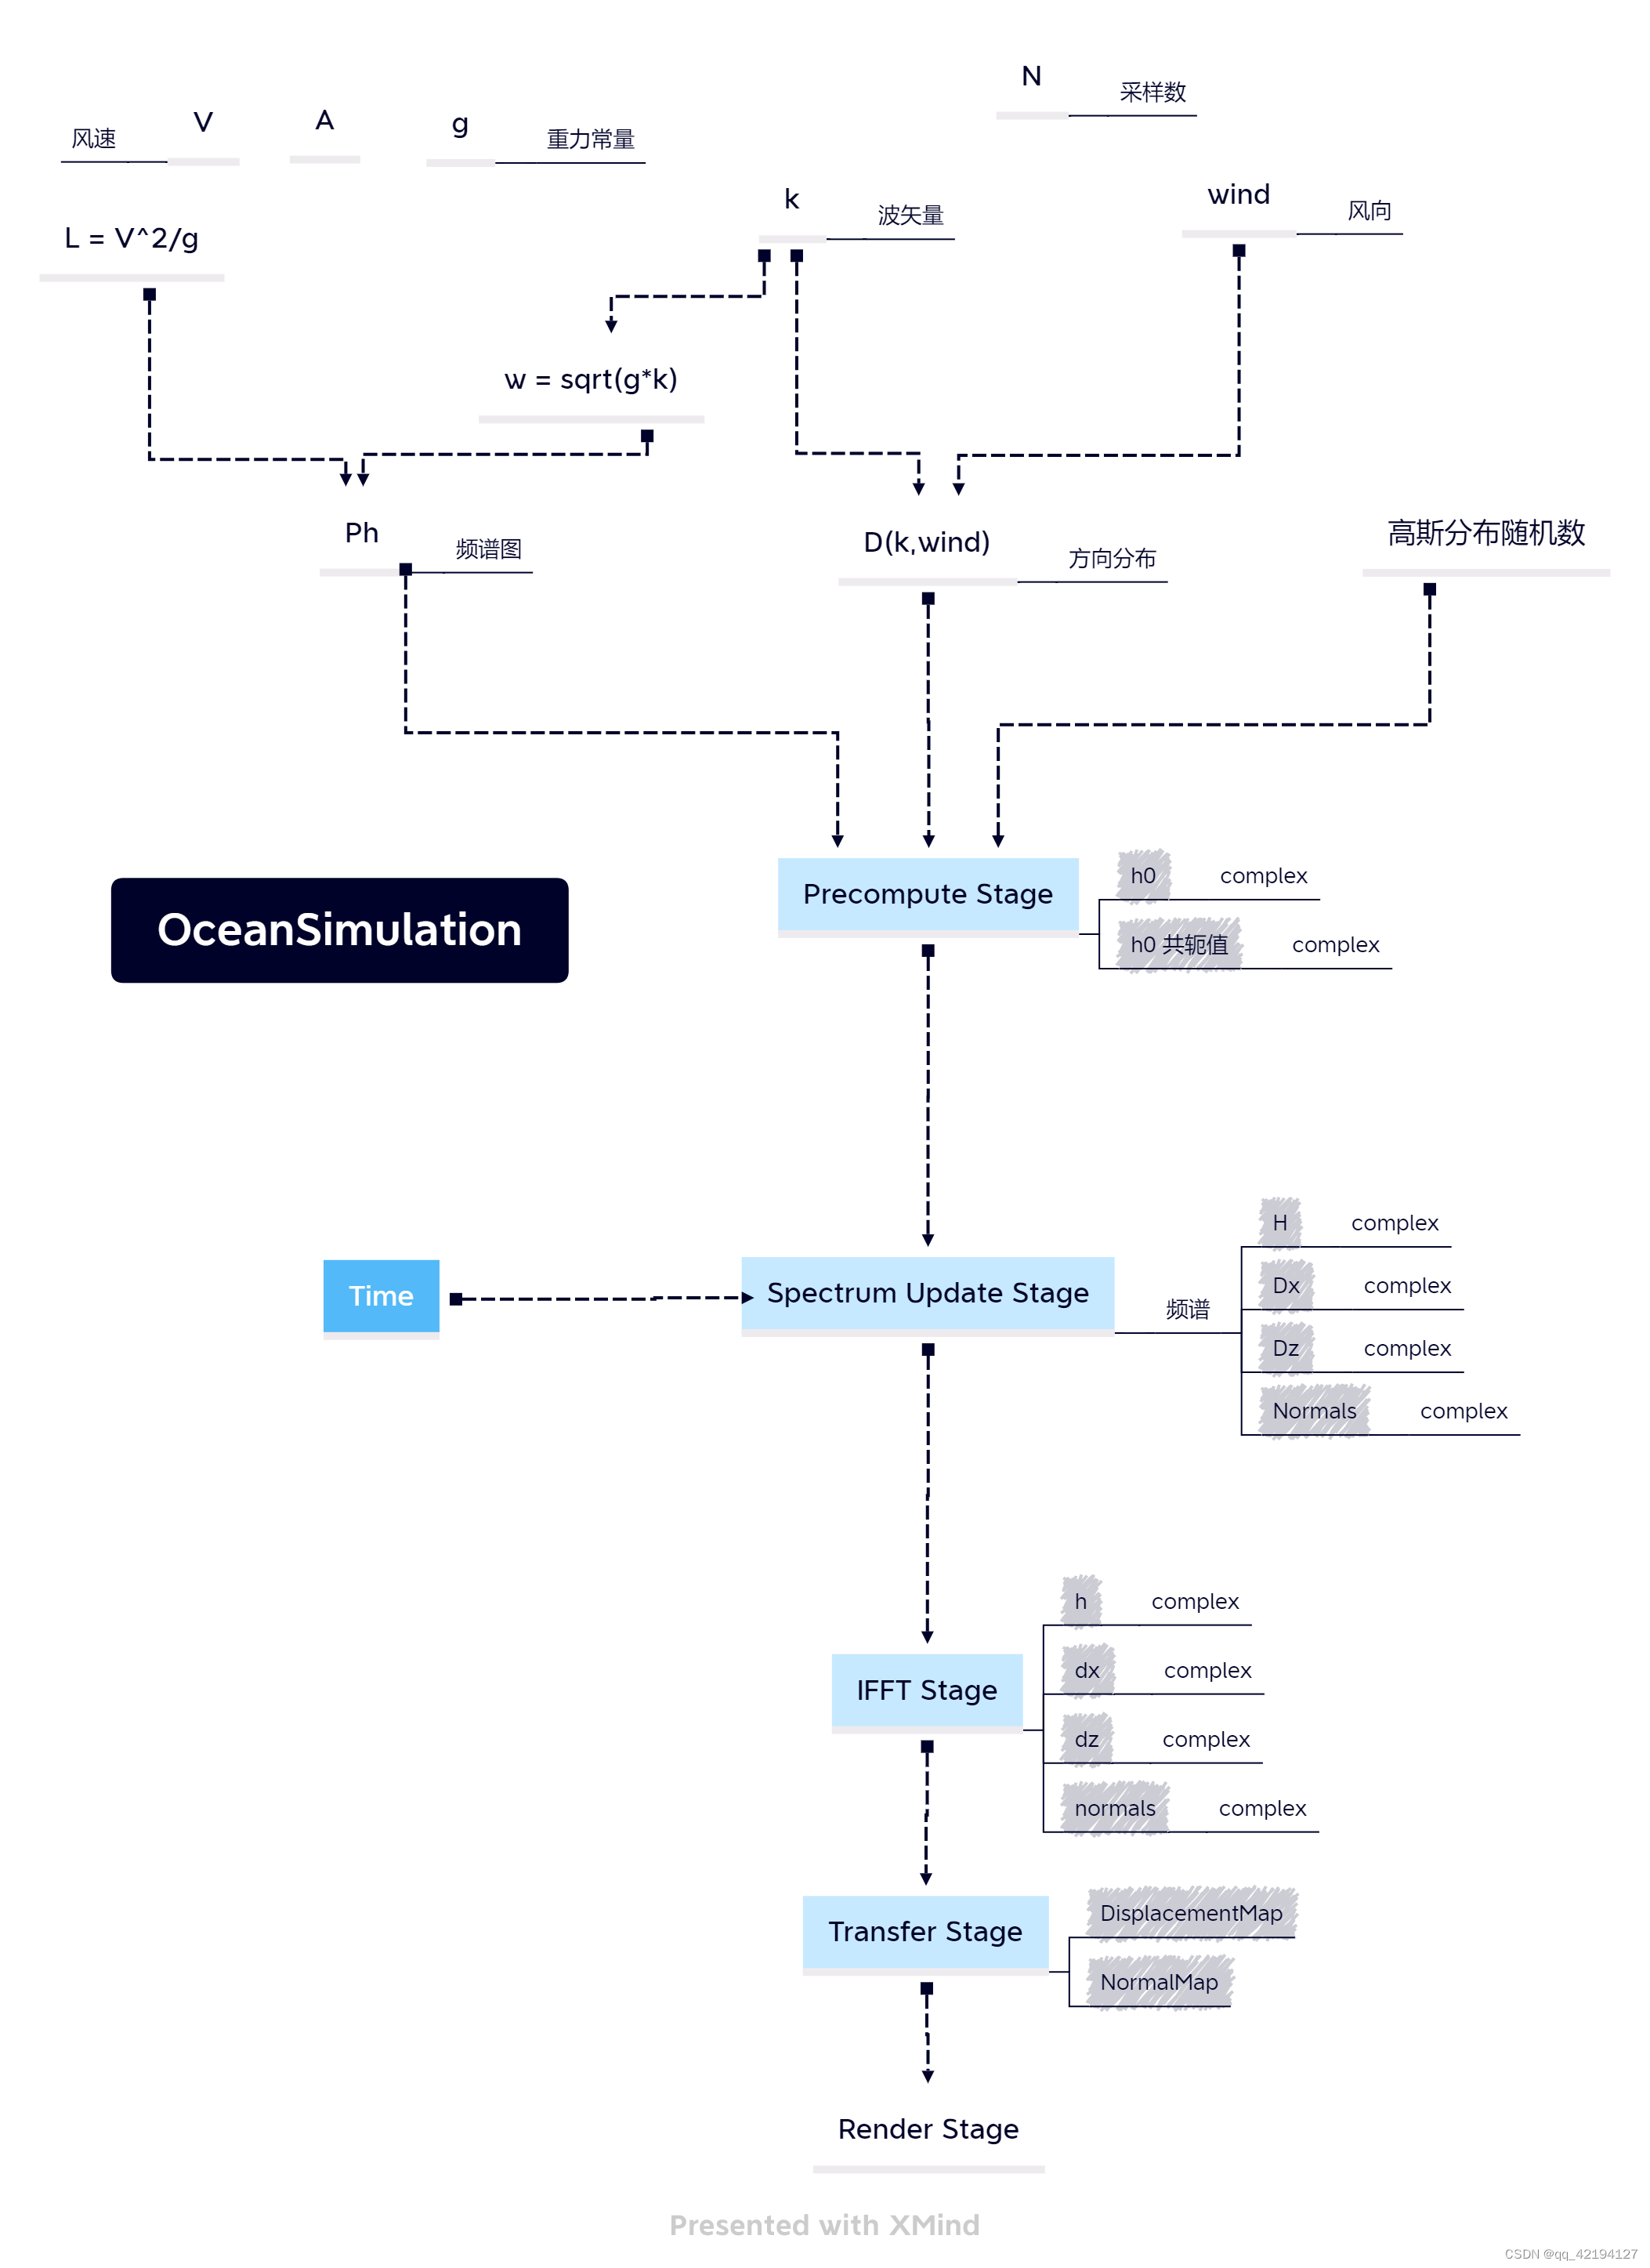 N
采样数
风速
V
A
g
重力常量
k
波矢量
wind
风向
L = V^2/g
w = sqrt(g*k)
Ph
频谱图
D(k,wind)
方向分布
高斯分布随机数
OceanSimulation
Precompute Stage
h0
complex
h0 共轭值
complex
Time
Spectrum Update Stage
频谱
H
complex
Dx
complex
Dz
complex
Normals
complex
IFFT Stage
h
complex
dx
complex
dz
complex
normals
complex
Transfer Stage
DisplacementMap
NormalMap
Render Stage
Presented with XMind
CSDN @qq_42194127